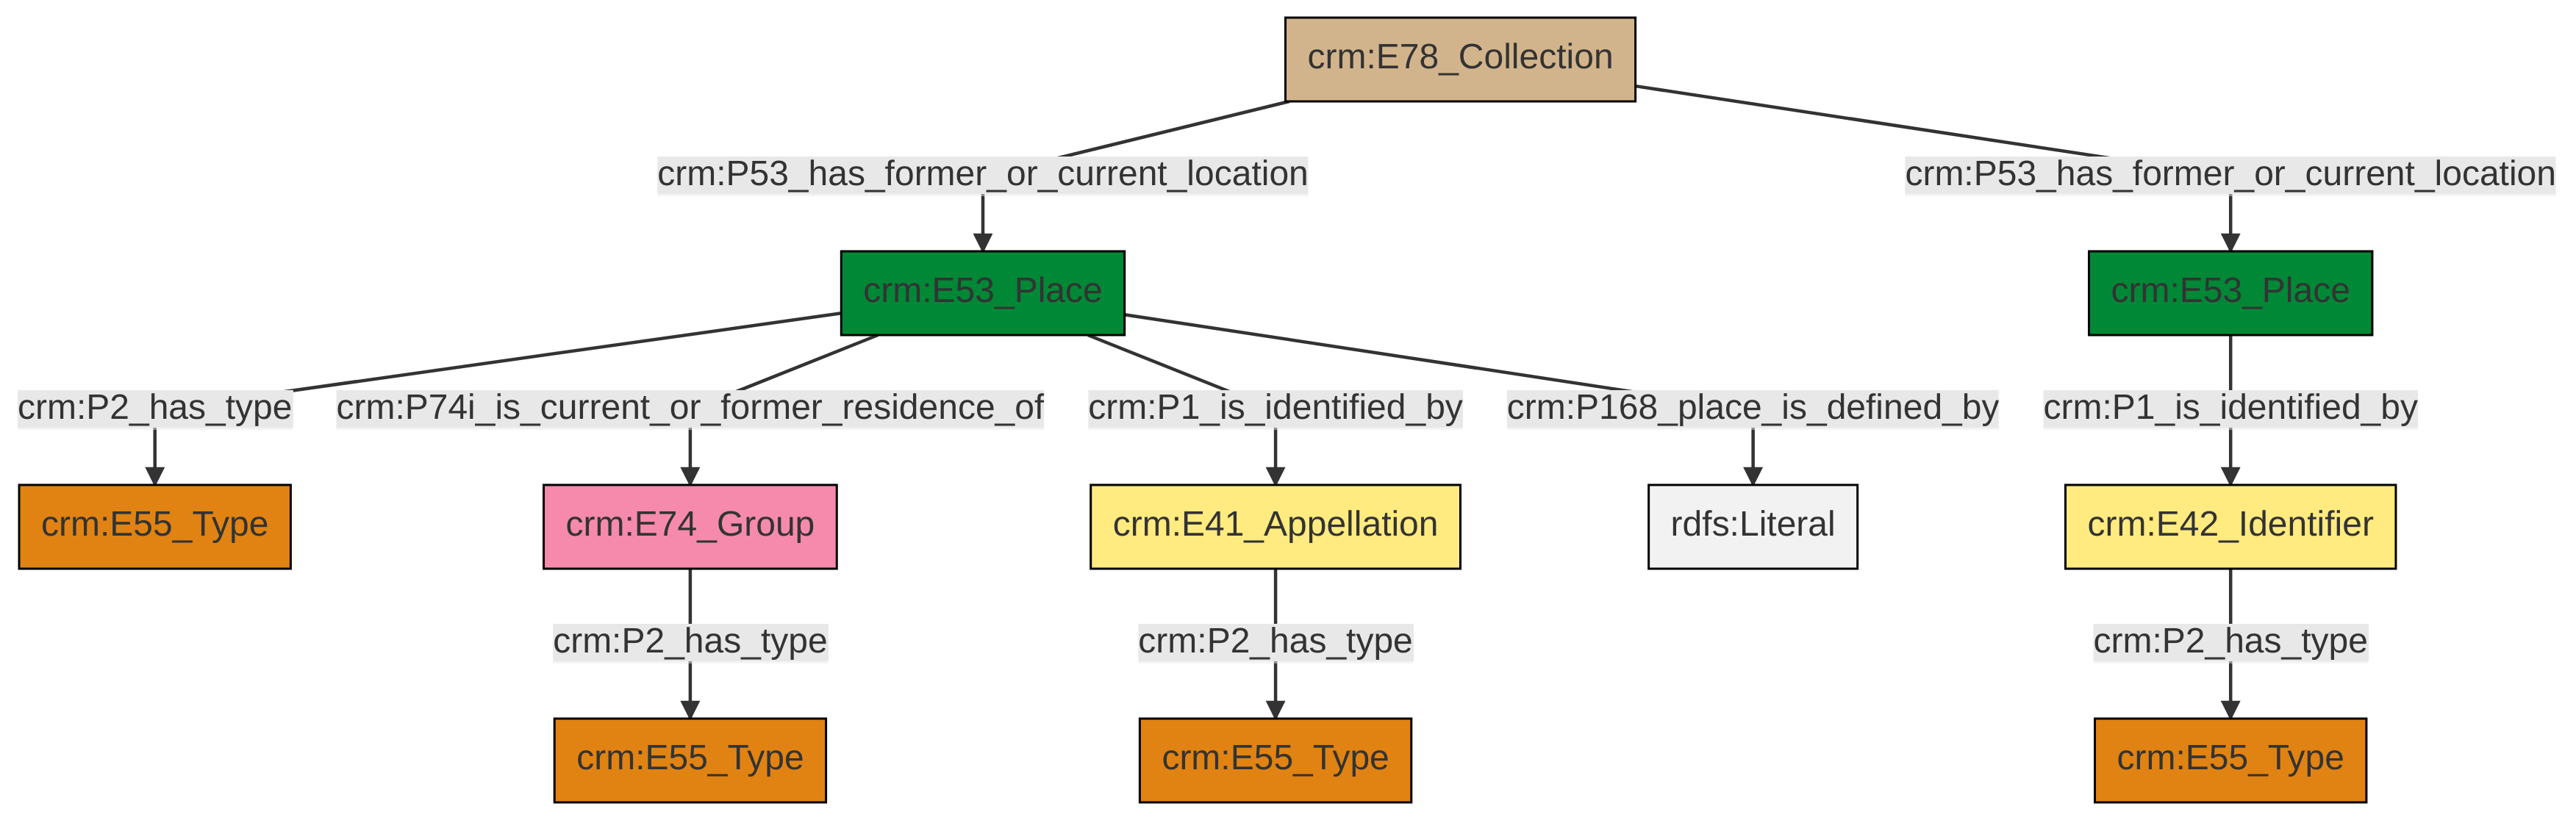 crm:E78_Collection
crm:P53_has_former_or_current_location
crm:P53_has_former_or_current_location
crm:E53_Place
crm:E53_Place
crm:P2_has_type
crm:P74i_is_current_or_former_residence_of
crm:P1_is_identified_by
crm:P168_place_is_defined_by
crm:P1_is_identified_by
crm:E55_Type
crm:E74_Group
crm:E41_Appellation
rdfs:Literal
crm:E42_Identifier
crm:P2_has_type
crm:P2_has_type
crm:P2_has_type
crm:E55_Type
crm:E55_Type
crm:E55_Type